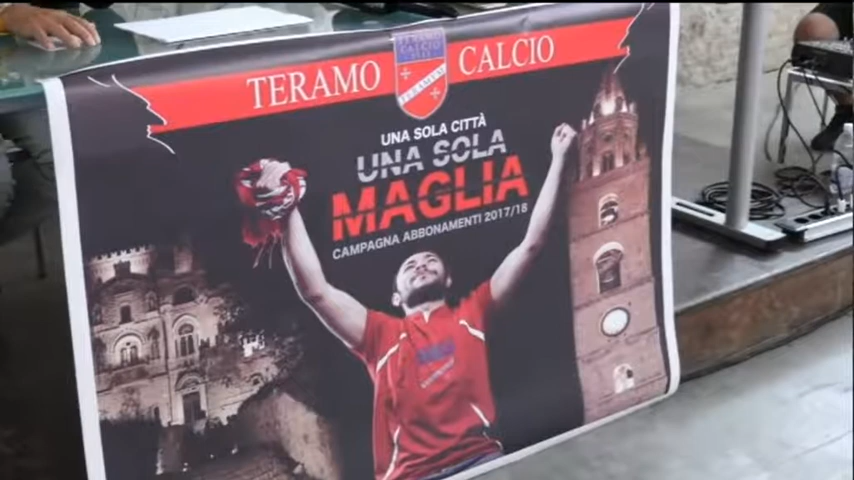 TERAMO CALCIO
UNA SOLA CITTÀ
UNA SOLA
MAGLIA
CAMPAGNA ABBONAMENTI 2017/18